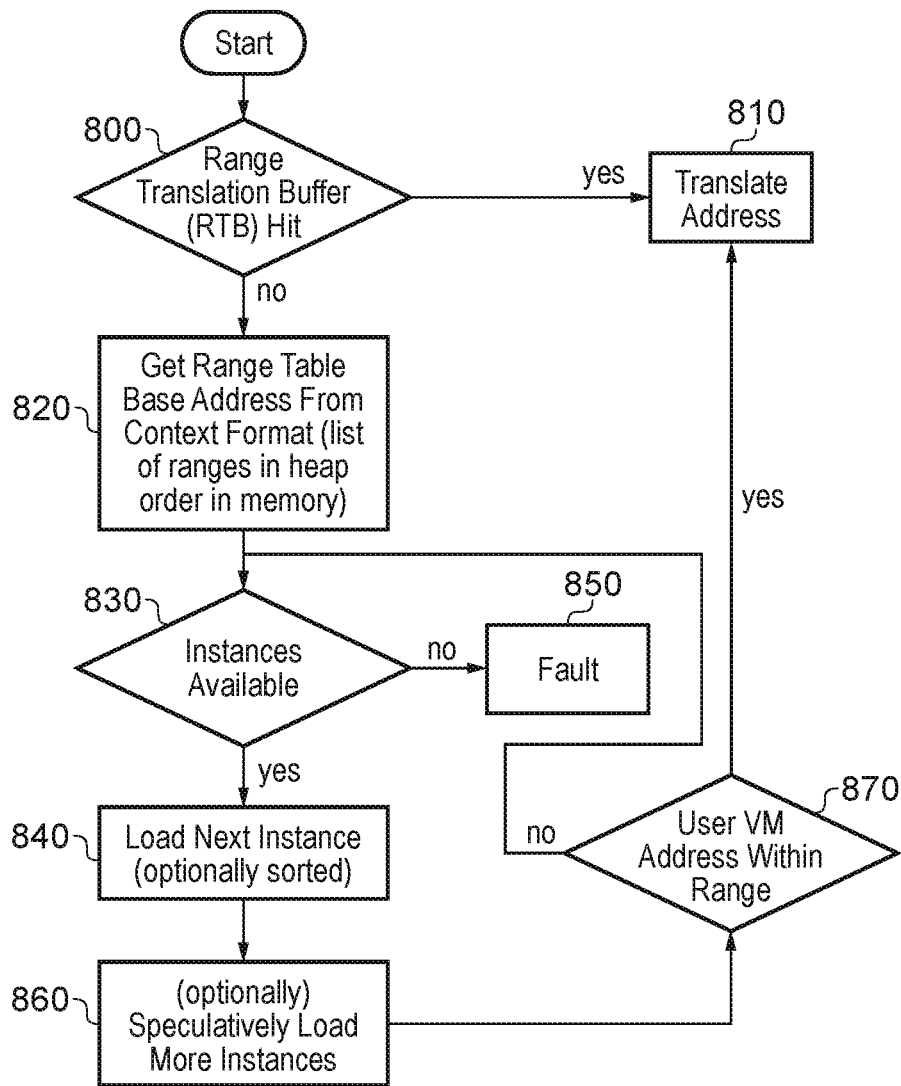 Start
800
Range
Translation Buffer
(RTB) Hit
yes
810
Translate
Address
no
820
Get Range Table
Base Address From
Context Format (list
of ranges in heap
order in memory)
yes
830
Instances
Available
no
850
Fault
yes
840
Load Next Instance
(optionally sorted)
no
870
User VM
Address Within
Range
860
(optionally)
Speculatively Load
More Instances